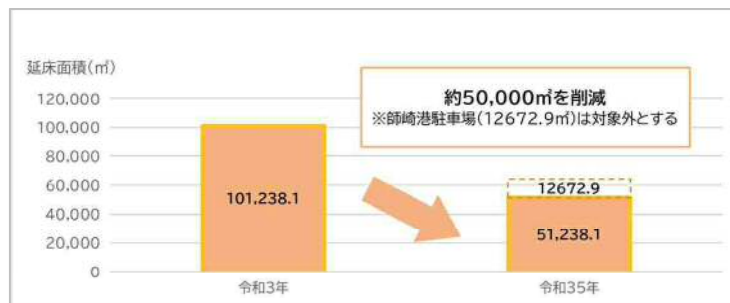 延床面積(㎡)
約50,000㎡を削減
※師崎港駐車場(12672.9㎡)は対象外とする
120,000
100,000
80,000
60,000
40,000
20,000
0
101,238.1
12672.9
51,238.1
令和3年
令和35年